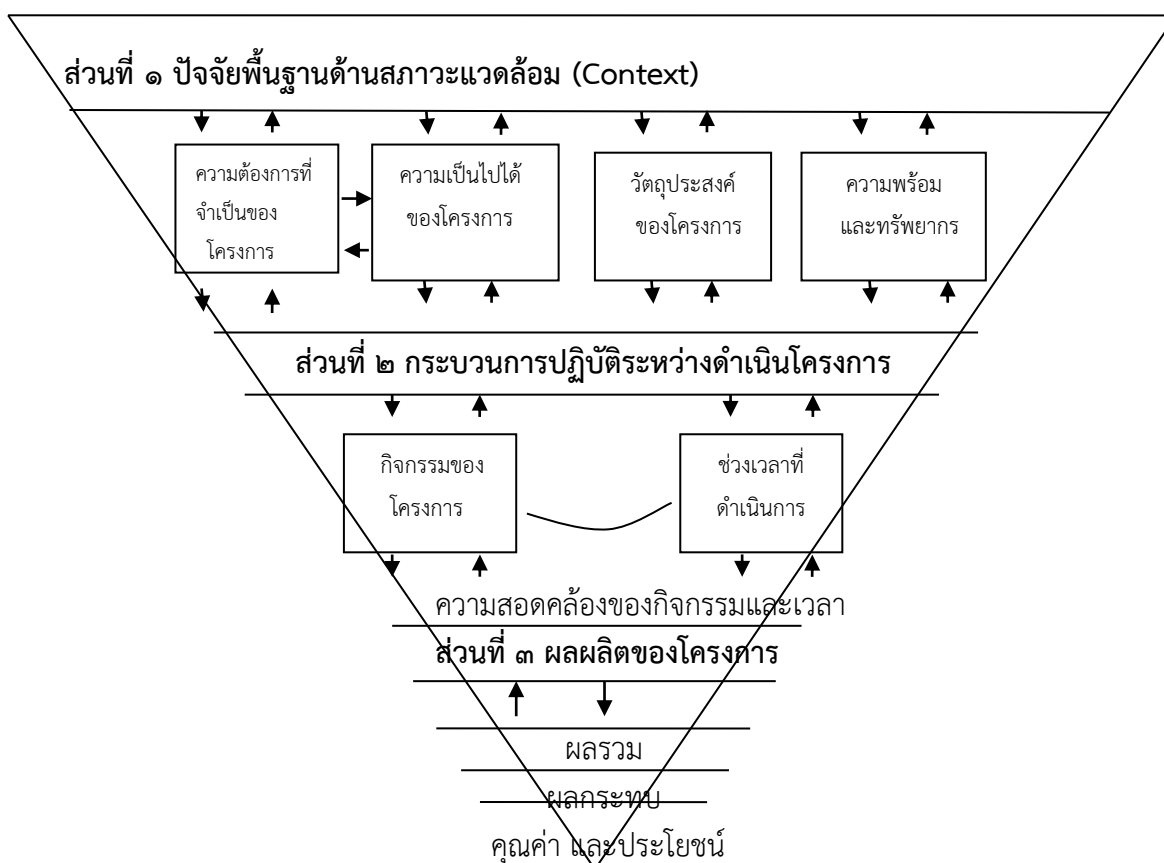 ส่วนที่ ๑ ปัจจัยพื้นฐานด้านสภาวะแวดล้อม (Context)
ความต้องการที่
จำเป็นของ
โครงการ
ความเป็นไปได้
ของโครงการ
วัตถุประสงค์
ของโครงการ
ความพร้อม
และทรัพยากร
ส่วนที่ ๒ กระบวนการปฏิบัติระหว่างดำเนินโครงการ
กิจกรรมของ
โครงการ
ช่วงเวลาที่
ดำเนินการ
ความสอดคล้องของกิจกรรมและเวลา
ส่วนที่ ๓ ผลผลิตของโครงการ
ผลรวม
ผลกระทบ
คุณค่า และประโยชน์